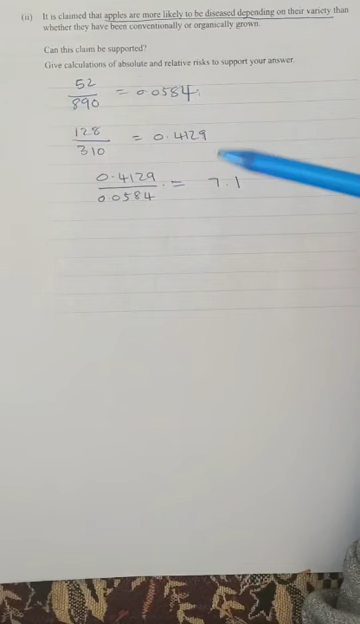 (ii) It is claimed that apples are more likely to be diseased depending on their variety than
whether they have been conventionally or organically grown.
Can this claim be supported?
Give calculations of absolute and relative risks to support your answer.
52
890
= 0.0584
128
310
= 0.4129
0.4129
0.0584
= 7.1